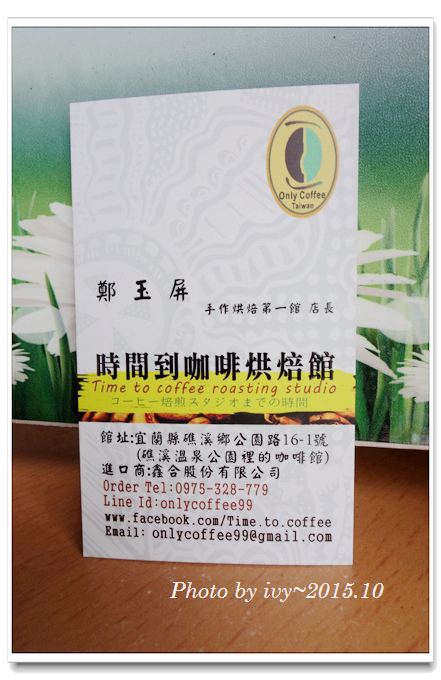 Only Coffee
Taiwan
鄭玉屏
手作烘焙第一館 店長
時間到咖啡烘焙館
Time to coffee roasting studio
コーヒー焙煎スタジオまでの時間
館址:宜蘭縣礁溪鄉公園路16-1號
(礁溪溫泉公園裡的咖啡館)
進口商:鑫合股份有限公司
Order Tel:0975-328-779
Line Id:onlycoffee99
www.facebook.com/Time.to.coffee
Email: onlycoffee99@gmail.com
Photo by ivy~2015.10